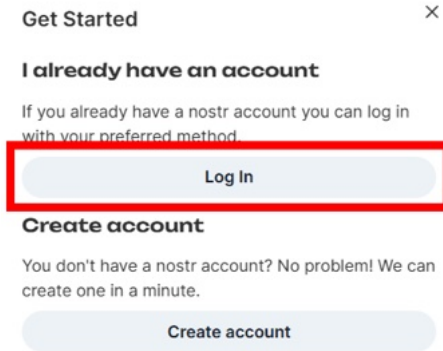 Get Started
I already have an account
If you already have a nostr account you can log in
with your preferred method.
Log In
Create account
You don't have a nostr account? No problem! We can
create one in a minute.
Create account